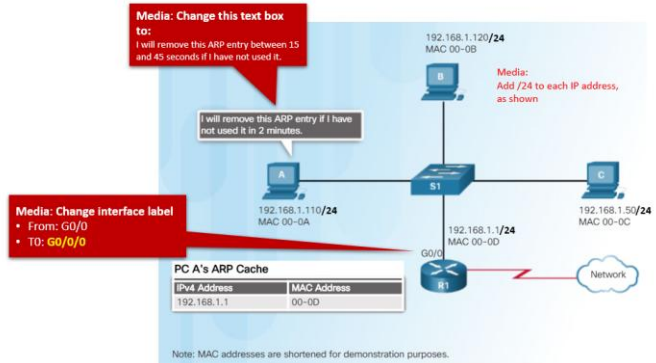 Media: Change this text box
to:
I will remove this ARP entry between 15
and 45 seconds if I have not used it.
192.168.1.120/24
MAC 00-0B
B
Media:
Add /24 to each IP address,
as shown
I will remove this ARP entry if I have
not used it in 2 minutes.
A
S1
C
192.168.1.110/24
MAC 00-0A
192.168.1.50/24
MAC 00-0C
Media: Change interface label
• From: G0/0
• T0: G0/0/0
192.168.1.1/24
MAC 00-0D
G0/0
R1
Network
PC A's ARP Cache
IPv4 Address MAC Address
192.168.1.1 00-0D
Note: MAC addresses are shortened for demonstration purposes.